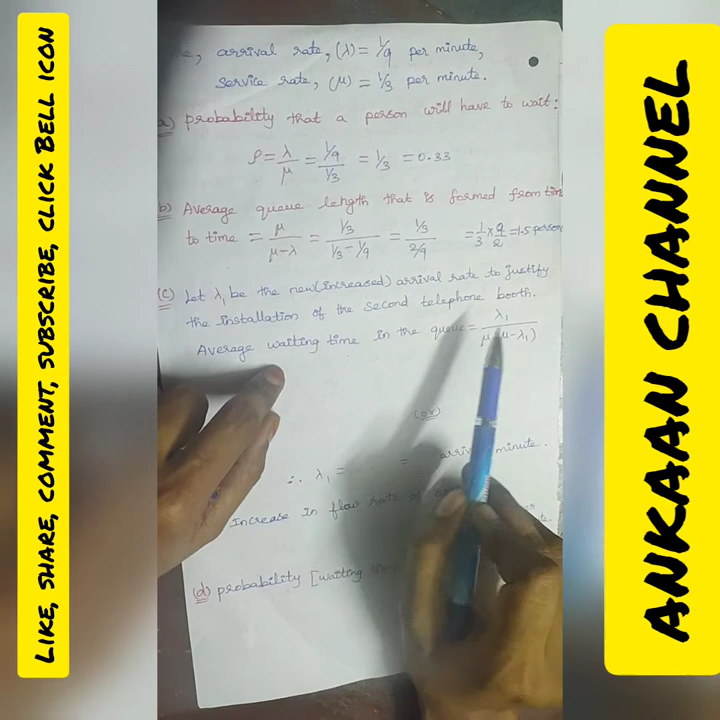 LIKE, SHARE, COMMENT, SUBSCRIBE, CLICK BELL ICON
arrival rate, (λ) = 1/9 per minute,
service rate, (μ) = 1/3 per minute.
a) probability that a person will have to wait:
ρ = λ/μ = (1/9)/(1/3) = 1/3 = 0.33
b) Average queue length that is formed from time
to time = μ/(μ-λ) = (1/3)/(1/3 - 1/9) = (1/3)/(2/9) = 1/3 × 9/2 = 1.5 person
(c) Let λ₁ be the new (increased) arrival rate to justify
the installation of the second telephone booth.
Average waiting time in the queue = λ₁/μ(μ-λ₁)
(or)
∴ λ₁ = = minute.
Increase in flow rate of
(d) probability [waiting
ANKAAN CHANNEL